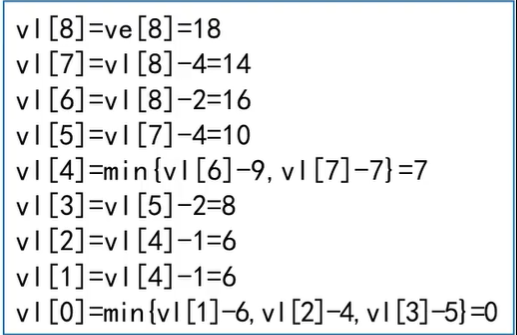 vl[8]=ve[8]=18
vl[7]=vl[8]-4=14
vl[6]=vl[8]-2=16
vl[5]=vl[7]-4=10
vl[4]=min{vl[6]-9,vl[7]-7}=7
vl[3]=vl[5]-2=8
vl[2]=vl[4]-1=6
vl[1]=vl[4]-1=6
vl[0]=min{vl[1]-6,vl[2]-4,vl[3]-5}=0